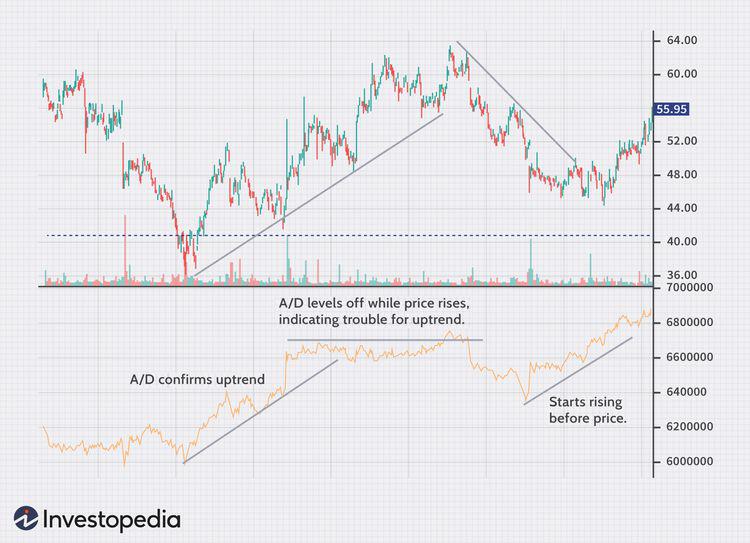 64.00
60.00
55.95
52.00
48.00
44.00
40.00
36.00
7000000
A/D levels off while price rises,
indicating trouble for uptrend.
6800000
6600000
A/D confirms uptrend
640000
Starts rising
before price.
6200000
6000000
Investopedia